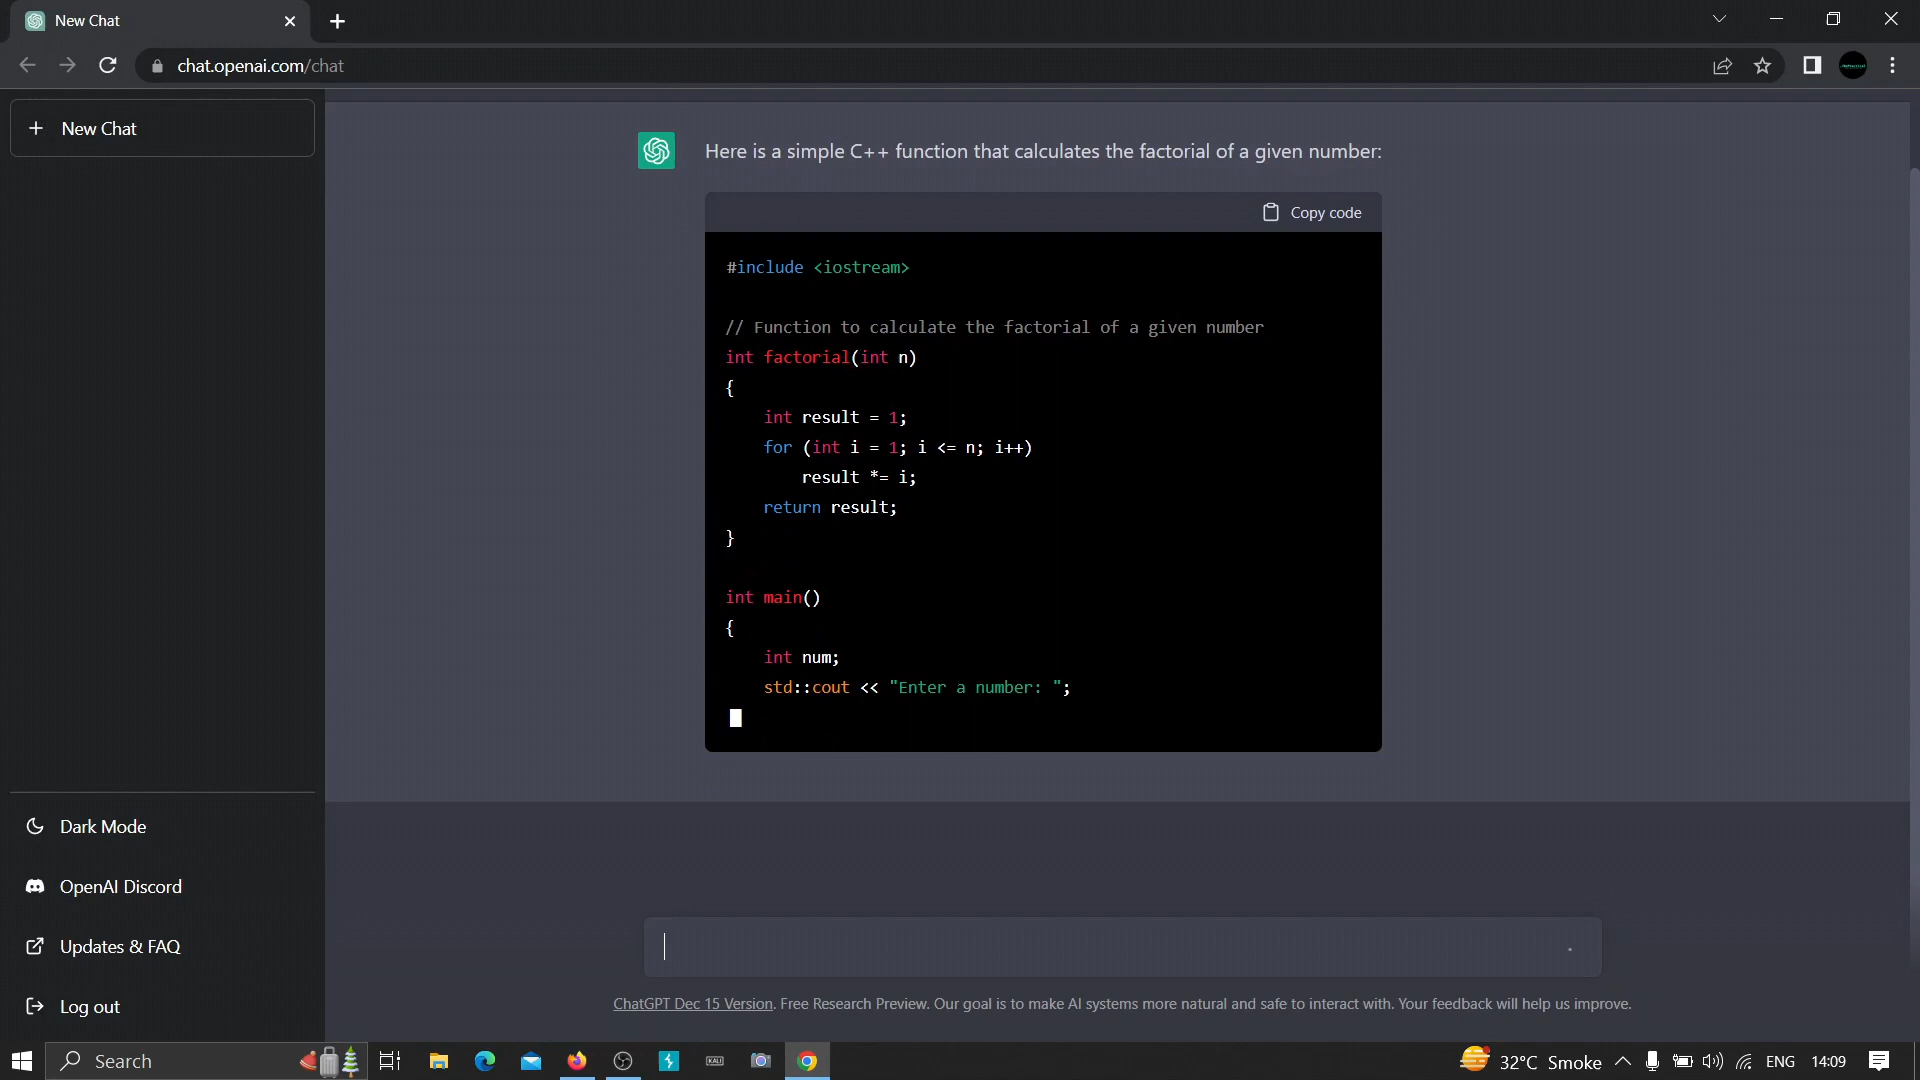 New Chat
chat.openai.com/chat
New Chat
Here is a simple C++ function that calculates the factorial of a given number:
Copy code
#include <iostream>
// Function to calculate the factorial of a given number
int factorial(int n)
{
    int result = 1;
    for (int i = 1; i <= n; i++)
        result *= i;
    return result;
}
int main()
{
    int num;
    std::cout << "Enter a number: ";
Dark Mode
OpenAI Discord
Updates & FAQ
Log out
ChatGPT Dec 15 Version. Free Research Preview. Our goal is to make AI systems more natural and safe to interact with. Your feedback will help us improve.
Search
KALI
32°C Smoke
ENG
14:09